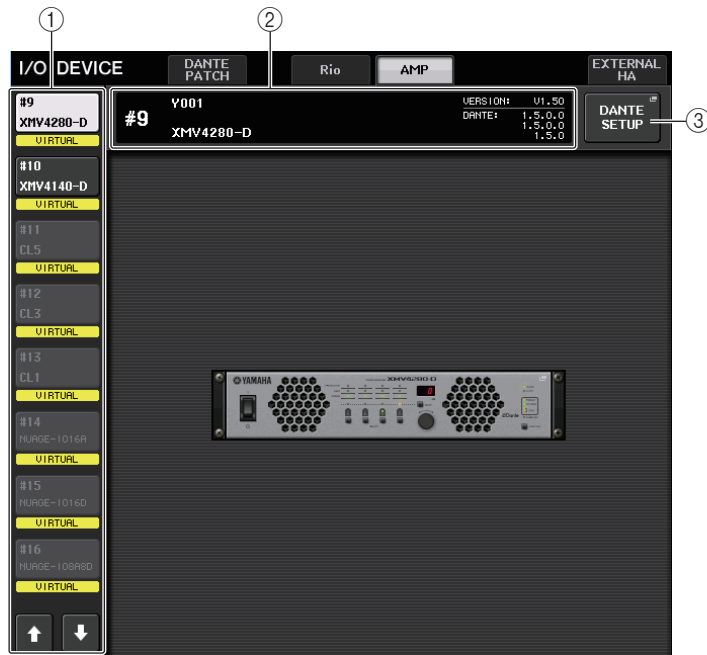 ① ②
I/O DEVICE
DANTE PATCH
Rio
AMP
EXTERNAL HA
#9
XMV4280-D
VIRTUAL
#9
Y001
XMV4280-D
VERSION: V1.50
DANTE: 1.5.0.0
1.5.0.0
1.5.0
DANTE SETUP
③
#10
XMV4140-D
VIRTUAL
#11
CL5
VIRTUAL
#12
CL3
VIRTUAL
#13
CL1
VIRTUAL
#14
NUAGE-I016A
VIRTUAL
#15
NUAGE-I016D
VIRTUAL
#16
NUAGE-I08A8D
VIRTUAL
YAMAHA
XMV4280-D
Dante